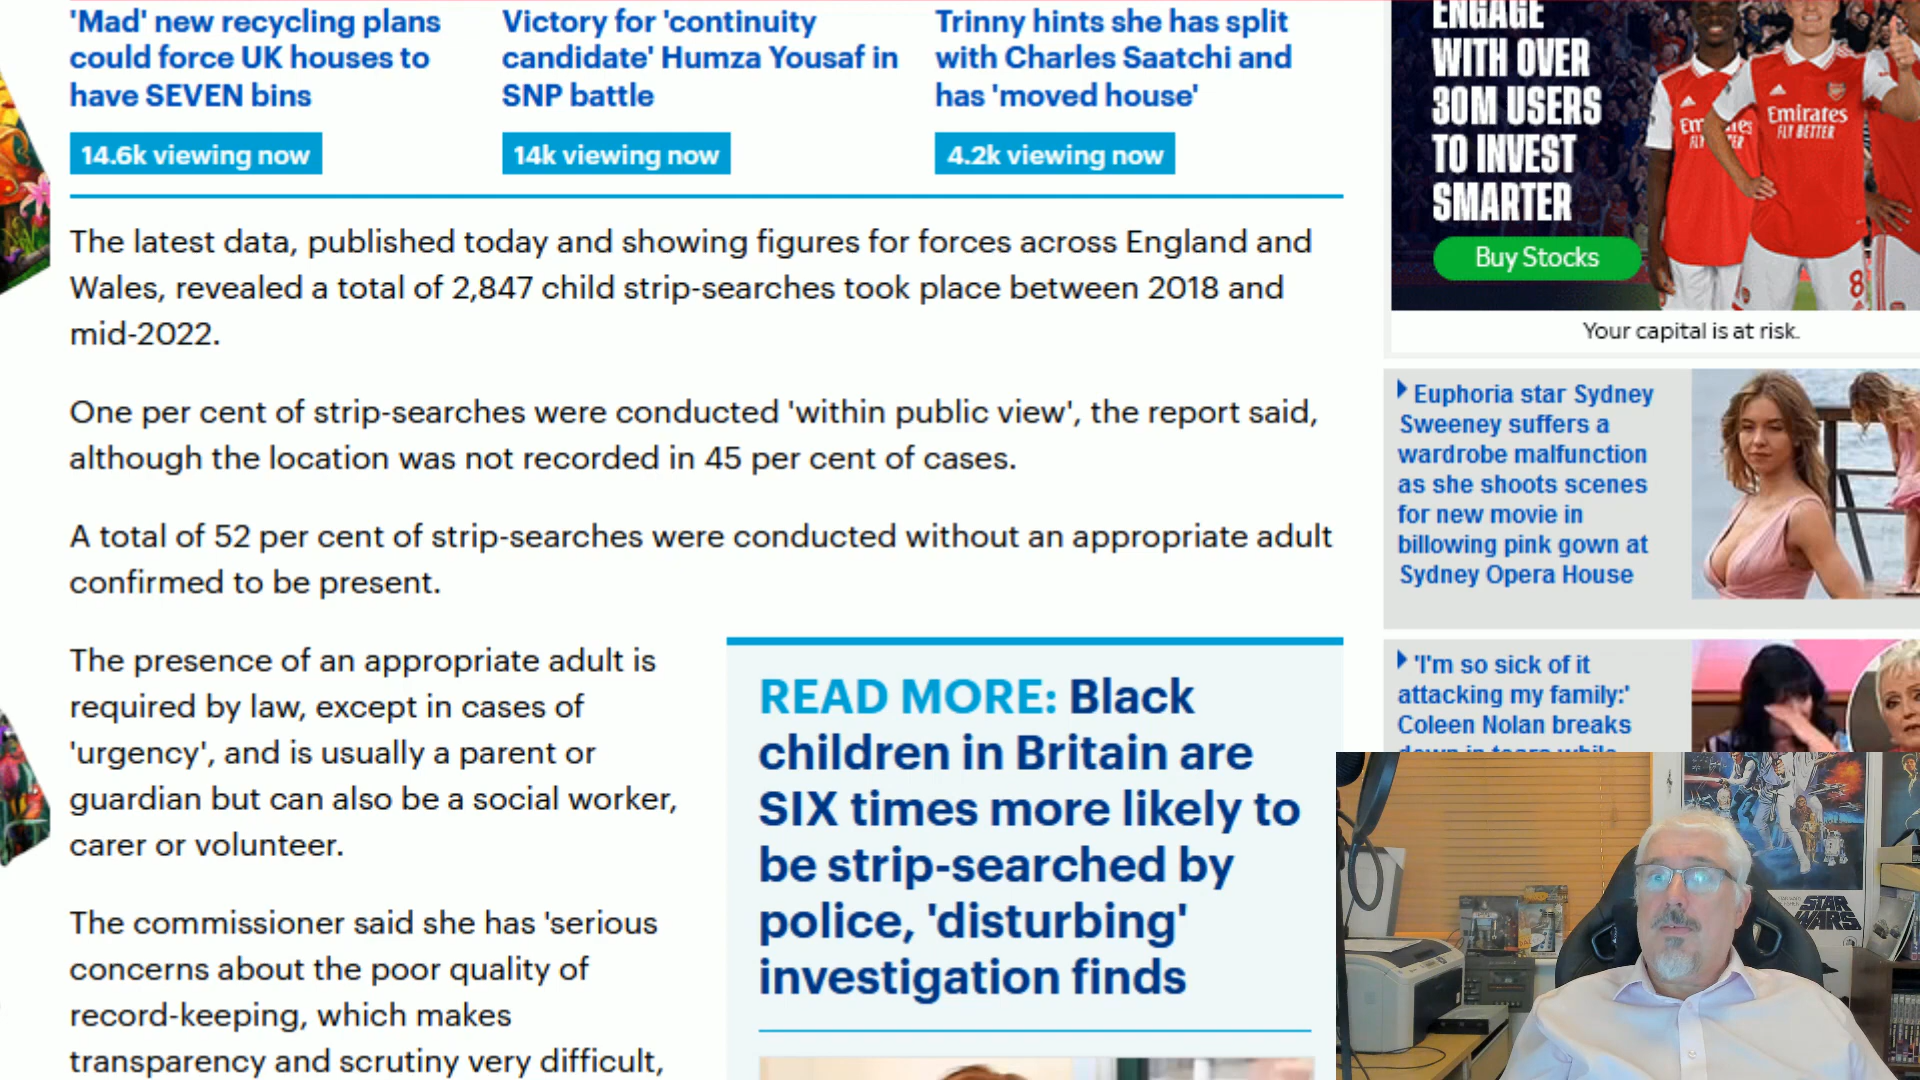 'Mad' new recycling plans
could force UK houses to
have SEVEN bins
14.6k viewing now
Victory for 'continuity
candidate' Humza Yousaf in
SNP battle
14k viewing now
Trinny hints she has split
with Charles Saatchi and
has 'moved house'
4.2k viewing now
The latest data, published today and showing figures for forces across England and
Wales, revealed a total of 2,847 child strip-searches took place between 2018 and
mid-2022.
One per cent of strip-searches were conducted 'within public view', the report said,
although the location was not recorded in 45 per cent of cases.
A total of 52 per cent of strip-searches were conducted without an appropriate adult
confirmed to be present.
The presence of an appropriate adult is
required by law, except in cases of
'urgency', and is usually a parent or
guardian but can also be a social worker,
carer or volunteer.
The commissioner said she has 'serious
concerns about the poor quality of
record-keeping, which makes
transparency and scrutiny very difficult,
READ MORE: Black
children in Britain are
SIX times more likely to
be strip-searched by
police, 'disturbing'
investigation finds
ENGAGE
WITH OVER
30M USERS
TO INVEST
SMARTER
Buy Stocks
Emirates
FLY BETTER
8
Your capital is at risk.
Euphoria star Sydney
Sweeney suffers a
wardrobe malfunction
as she shoots scenes
for new movie in
billowing pink gown at
Sydney Opera House
'I'm so sick of it
attacking my family:'
Coleen Nolan breaks
down in tears while
STAR
WARS